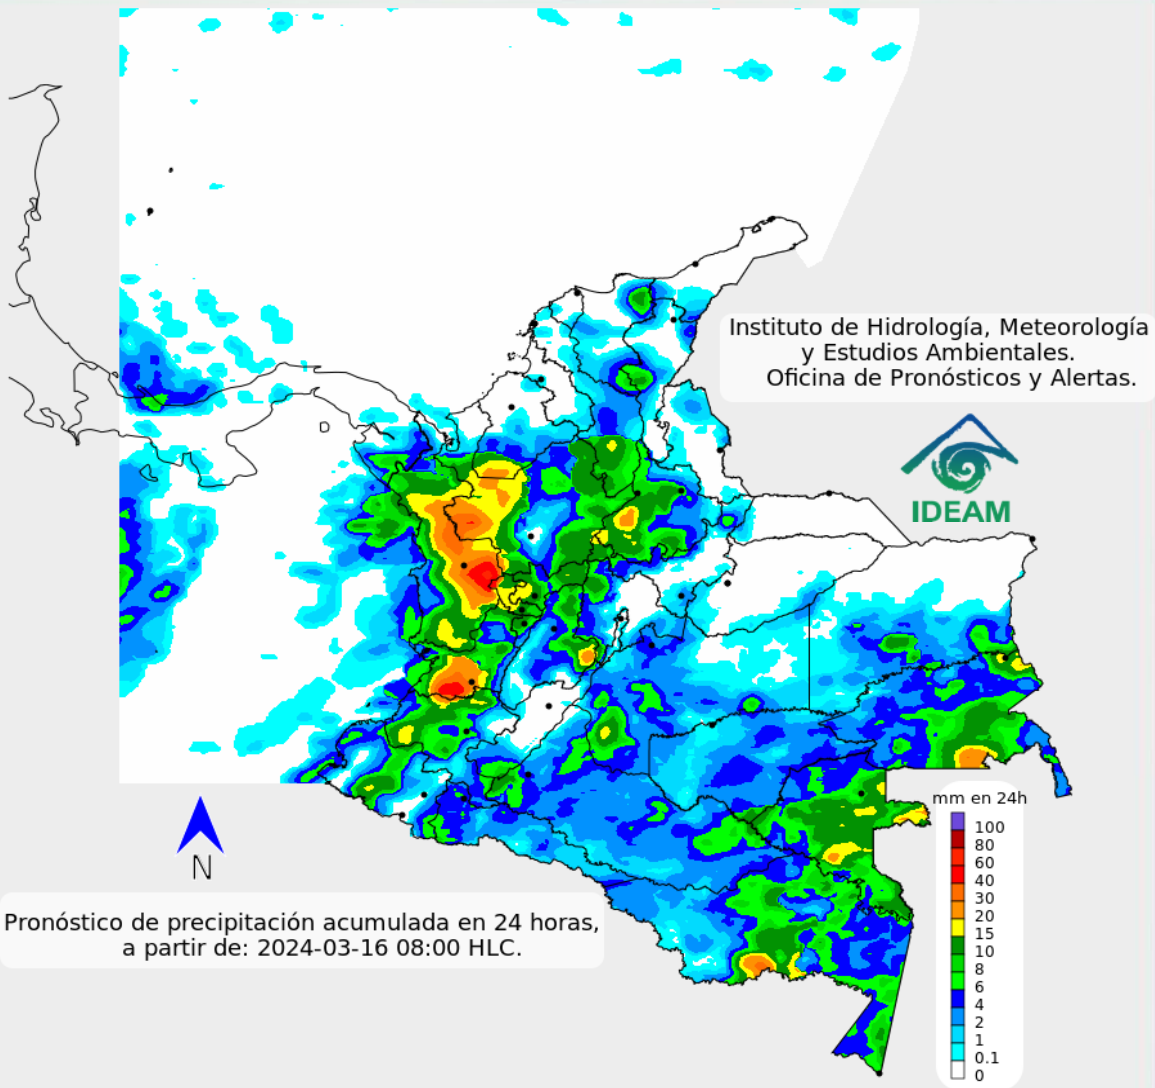 Instituto de Hidrología, Meteorología
y Estudios Ambientales.
Oficina de Pronósticos y Alertas.
IDEAM
mm en 24h
100
80
60
40
30
20
15
10
8
6
4
2
1
0.1
0
N
Pronóstico de precipitación acumulada en 24 horas,
a partir de: 2024-03-16 08:00 HLC.